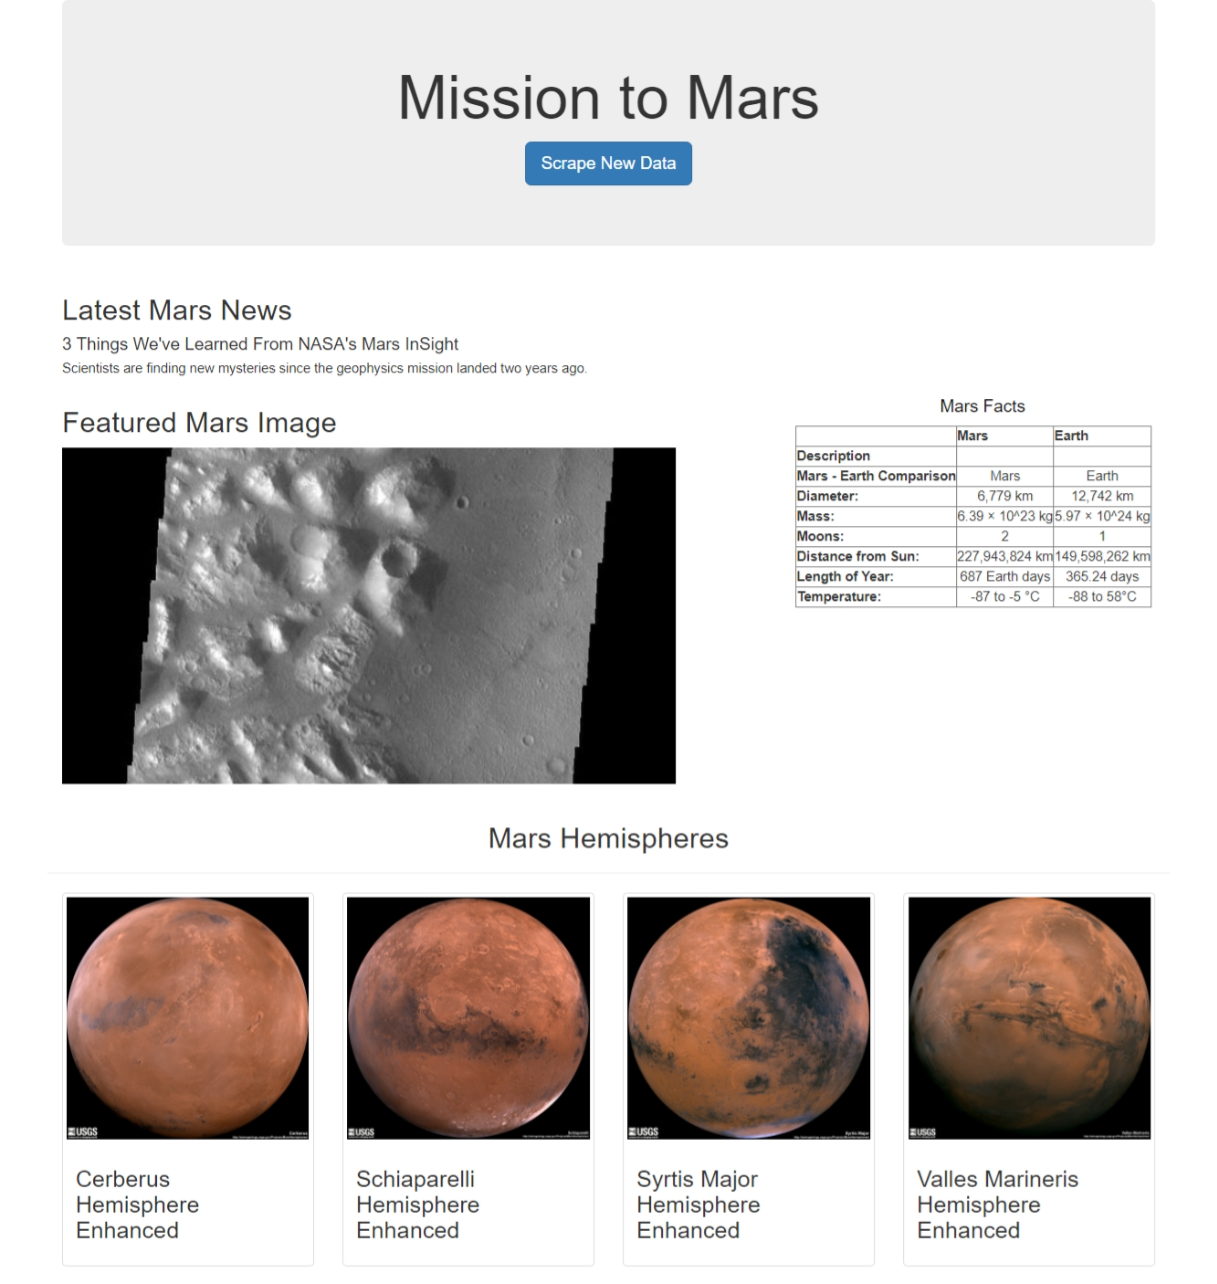 Mission to Mars
Scrape New Data
Latest Mars News
3 Things We've Learned From NASA's Mars InSight
Scientists are finding new mysteries since the geophysics mission landed two years ago.
Featured Mars Image
Mars Facts
Mars Earth
Description
Mars - Earth Comparison Mars Earth
Diameter: 6,779 km 12,742 km
Mass: 6.39 × 10^23 kg 5.97 × 10^24 kg
Moons: 2 1
Distance from Sun: 227,943,824 km 149,598,262 km
Length of Year: 687 Earth days 365.24 days
Temperature: -87 to -5 °C -88 to 58°C
Mars Hemispheres
USGS
USGS
USGS
USGS
Cerberus
Hemisphere
Enhanced
Schiaparelli
Hemisphere
Enhanced
Syrtis Major
Hemisphere
Enhanced
Valles Marineris
Hemisphere
Enhanced